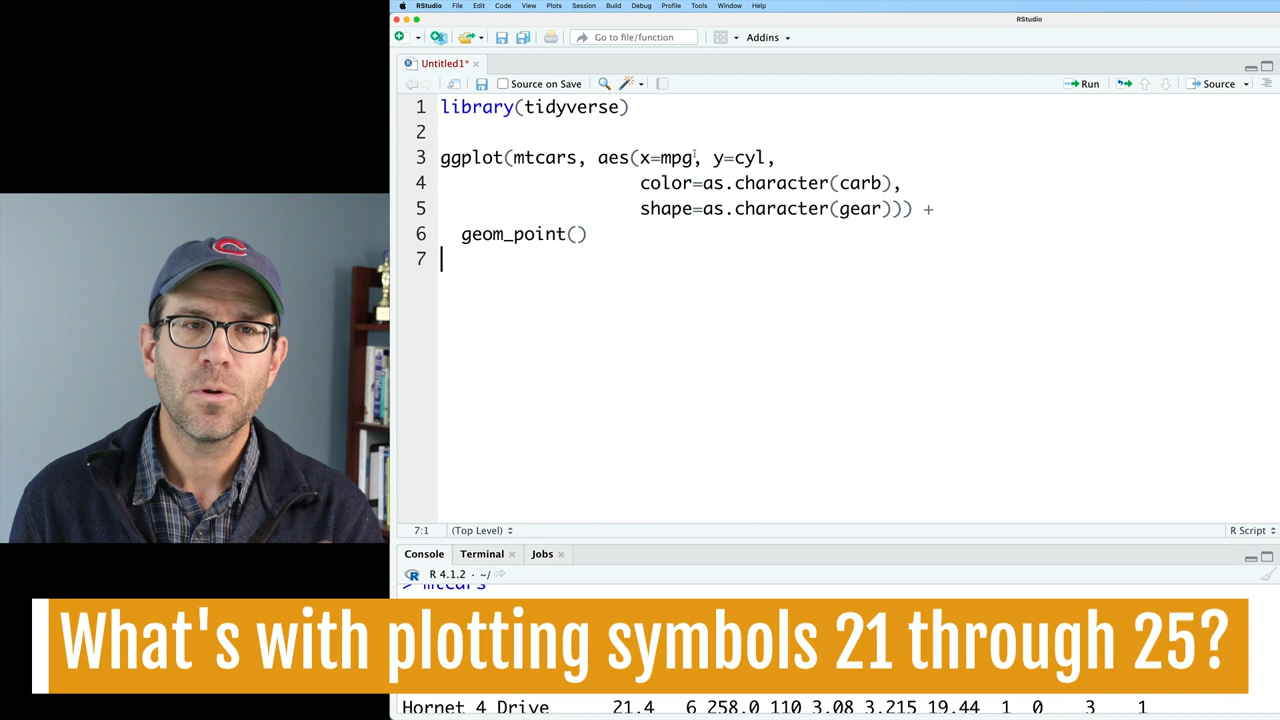 RStudio File Edit Code View Plots Session Build Debug Profile Tools Window Help
RStudio
Go to file/function Addins
Untitled1*
Source on Save Run Source
1 library(tidyverse)
2
3 ggplot(mtcars, aes(x=mpg, y=cyl,
4 color=as.character(carb),
5 shape=as.character(gear))) +
6 geom_point()
7
7:1 (Top Level) R Script
Console Terminal Jobs
R R 4.1.2 · ~/
> mtcars
What's with plotting symbols 21 through 25?
Hornet 4 Drive 21.4 6 258.0 110 3.08 3.215 19.44 1 0 3 1